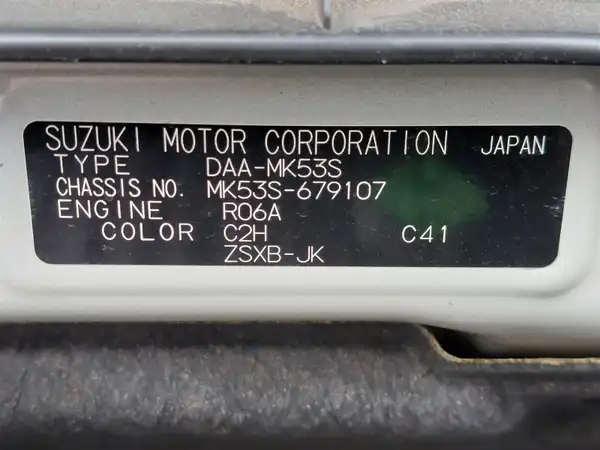 SUZUKI MOTOR CORPORATION JAPAN
TYPE DAA-MK53S
CHASSIS NO. MK53S-679107
ENGINE R06A
COLOR C2H C41
ZSXB-JK